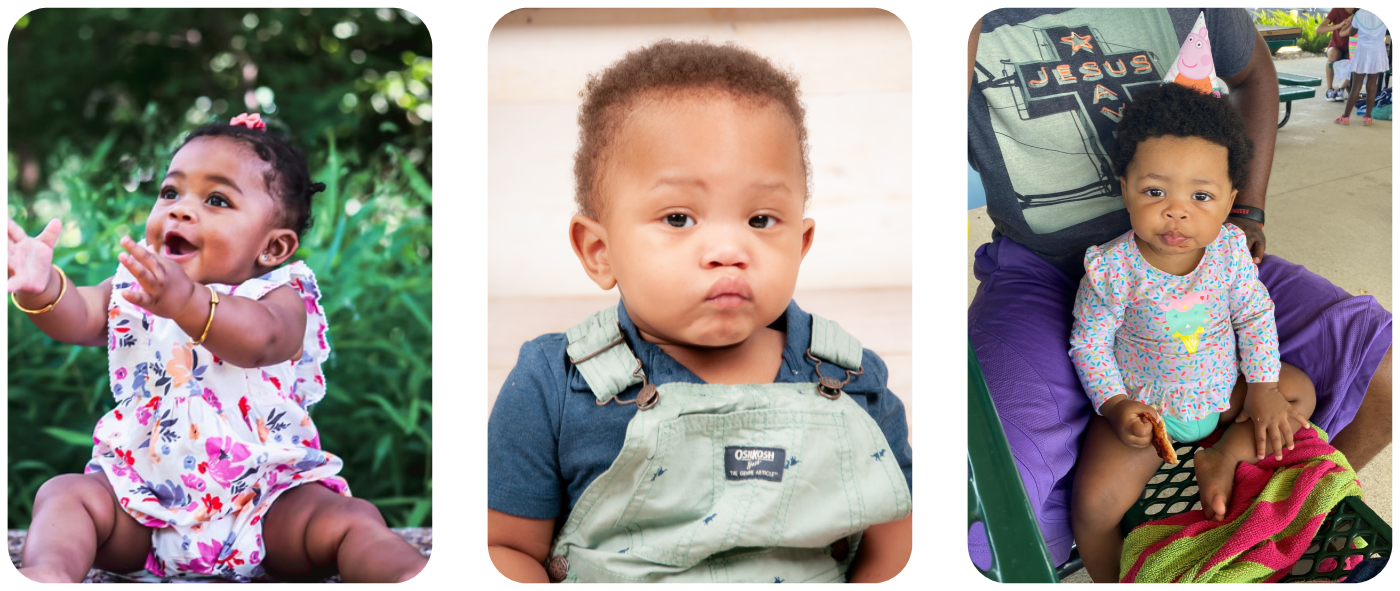 OSHKOSH
B'gosh
THE GENUINE ARTICLE
JESUS